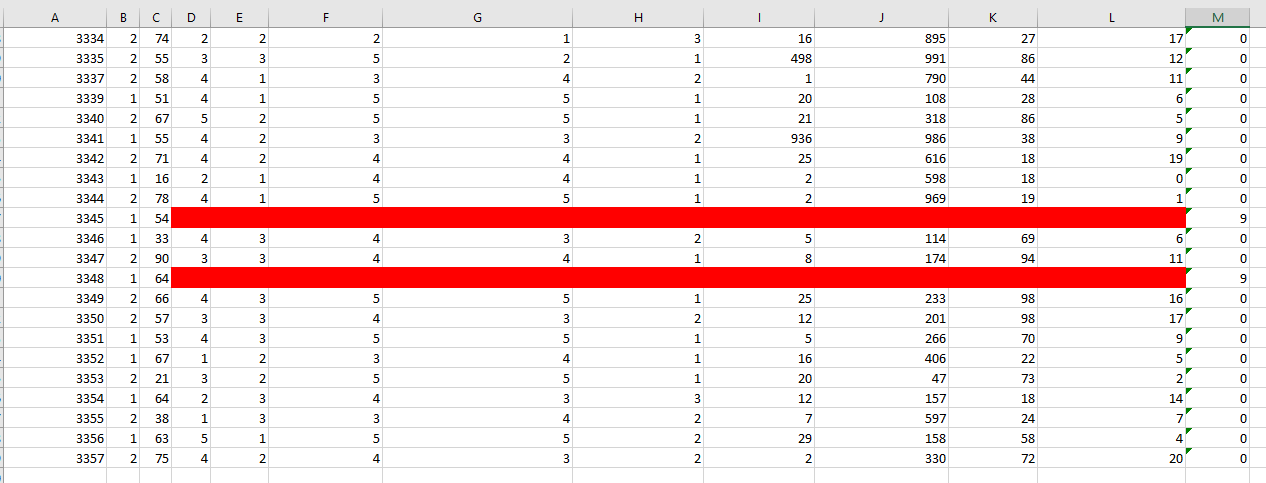 A B C D E F G H I J K L M
3334 2 74 2 2 2 1 3 16 895 27 17 0
3335 2 55 3 3 5 2 1 498 991 86 12 0
3337 2 58 4 1 3 4 2 1 790 44 11 0
3339 1 51 4 1 5 5 1 20 108 28 6 0
3340 2 67 5 2 5 5 1 21 318 86 5 0
3341 1 55 4 2 3 3 2 936 986 38 9 0
3342 2 71 4 2 4 4 1 25 616 18 19 0
3343 1 16 2 1 4 4 1 2 598 18 0 0
3344 2 78 4 1 5 5 1 2 969 19 1 0
3345 1 54 9
3346 1 33 4 3 4 3 2 5 114 69 6 0
3347 2 90 3 3 4 4 1 8 174 94 11 0
3348 1 64 9
3349 2 66 4 3 5 5 1 25 233 98 16 0
3350 2 57 3 3 4 3 2 12 201 98 17 0
3351 1 53 4 3 5 5 1 5 266 70 9 0
3352 1 67 1 2 3 4 1 16 406 22 5 0
3353 2 21 3 2 5 5 1 20 47 73 2 0
3354 1 64 2 3 4 3 3 12 157 18 14 0
3355 2 38 1 3 3 4 2 7 597 24 7 0
3356 1 63 5 1 5 5 2 29 158 58 4 0
3357 2 75 4 2 4 3 2 2 330 72 20 0